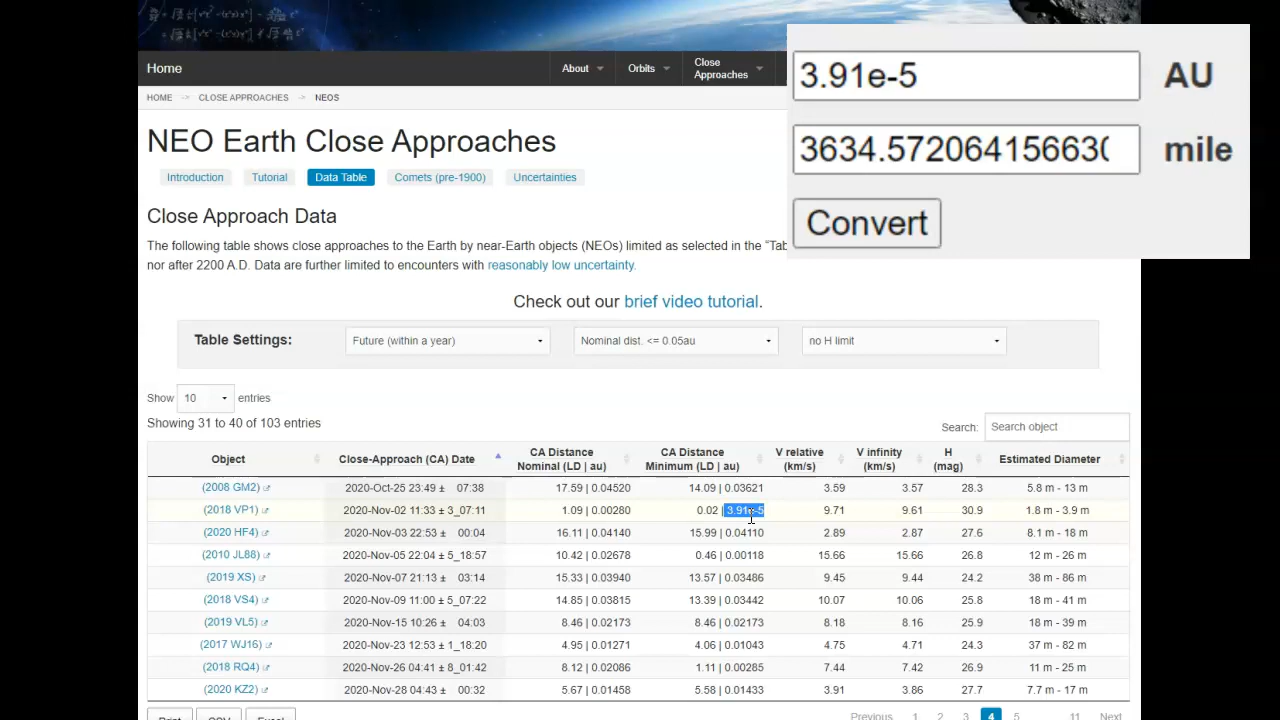 Home
About
Orbits
Close Approaches
HOME -> CLOSE APPROACHES -> NEOS
3.91e-5 AU
3634.572064156630 mile
Convert
NEO Earth Close Approaches
Introduction Tutorial Data Table Comets (pre-1900) Uncertainties
Close Approach Data
The following table shows close approaches to the Earth by near-Earth objects (NEOs) limited as selected in the "Tab
nor after 2200 A.D. Data are further limited to encounters with reasonably low uncertainty.
Check out our brief video tutorial.
Table Settings: Future (within a year) Nominal dist. <= 0.05au no H limit
Show 10 entries
Showing 31 to 40 of 103 entries
Search: Search object
Object Close-Approach (CA) Date CA Distance Nominal (LD | au) CA Distance Minimum (LD | au) V relative (km/s) V infinity (km/s) H (mag) Estimated Diameter
(2008 GM2) 2020-Oct-25 23:49 ± 07:38 17.59 | 0.04520 14.09 | 0.03621 3.59 3.57 28.3 5.8 m - 13 m
(2018 VP1) 2020-Nov-02 11:33 ± 3_07:11 1.09 | 0.00280 0.02 | 3.91e-5 9.71 9.61 30.9 1.8 m - 3.9 m
(2020 HF4) 2020-Nov-03 22:53 ± 00:04 16.11 | 0.04140 15.99 | 0.04110 2.89 2.87 27.6 8.1 m - 18 m
(2010 JL88) 2020-Nov-05 22:04 ± 5_18:57 10.42 | 0.02678 0.46 | 0.00118 15.66 15.66 26.8 12 m - 26 m
(2019 XS) 2020-Nov-07 21:13 ± 03:14 15.33 | 0.03940 13.57 | 0.03486 9.45 9.44 24.2 38 m - 86 m
(2018 VS4) 2020-Nov-09 11:00 ± 5_07:22 14.85 | 0.03815 13.39 | 0.03442 10.07 10.06 25.8 18 m - 41 m
(2019 VL5) 2020-Nov-15 10:26 ± 04:03 8.46 | 0.02173 8.46 | 0.02173 8.18 8.16 25.9 18 m - 39 m
(2017 WJ16) 2020-Nov-23 12:53 ± 1_18:20 4.95 | 0.01271 4.06 | 0.01043 4.75 4.71 24.3 37 m - 82 m
(2018 RQ4) 2020-Nov-26 04:41 ± 8_01:42 8.12 | 0.02086 1.11 | 0.00285 7.44 7.42 26.9 11 m - 25 m
(2020 KZ2) 2020-Nov-28 04:43 ± 00:32 5.67 | 0.01458 5.58 | 0.01433 3.91 3.86 27.7 7.7 m - 17 m
Print CSV Excel
Previous 1 2 3 4 5 11 Next